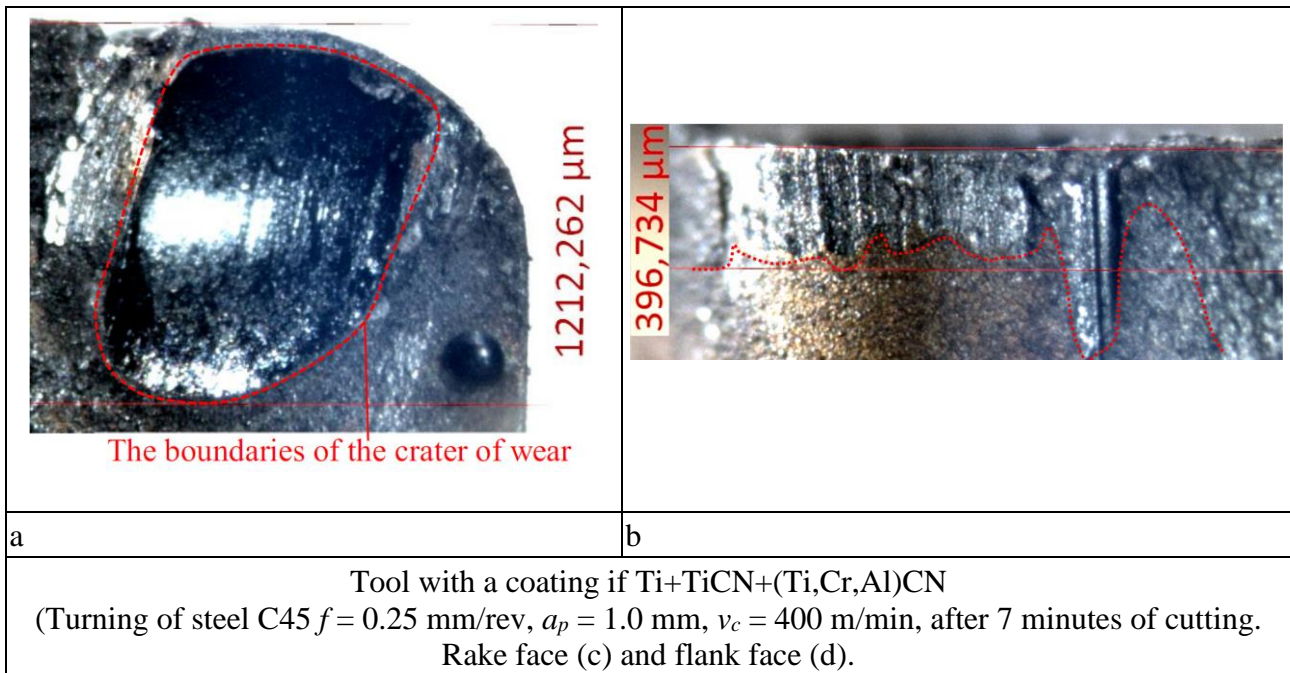 1212,262 µm
The boundaries of the crater of wear
396,734 µm
a
b
Tool with a coating if Ti+TiCN+(Ti,Cr,Al)CN
(Turning of steel C45 f = 0.25 mm/rev, ap = 1.0 mm, vc = 400 m/min, after 7 minutes of cutting.
Rake face (c) and flank face (d).